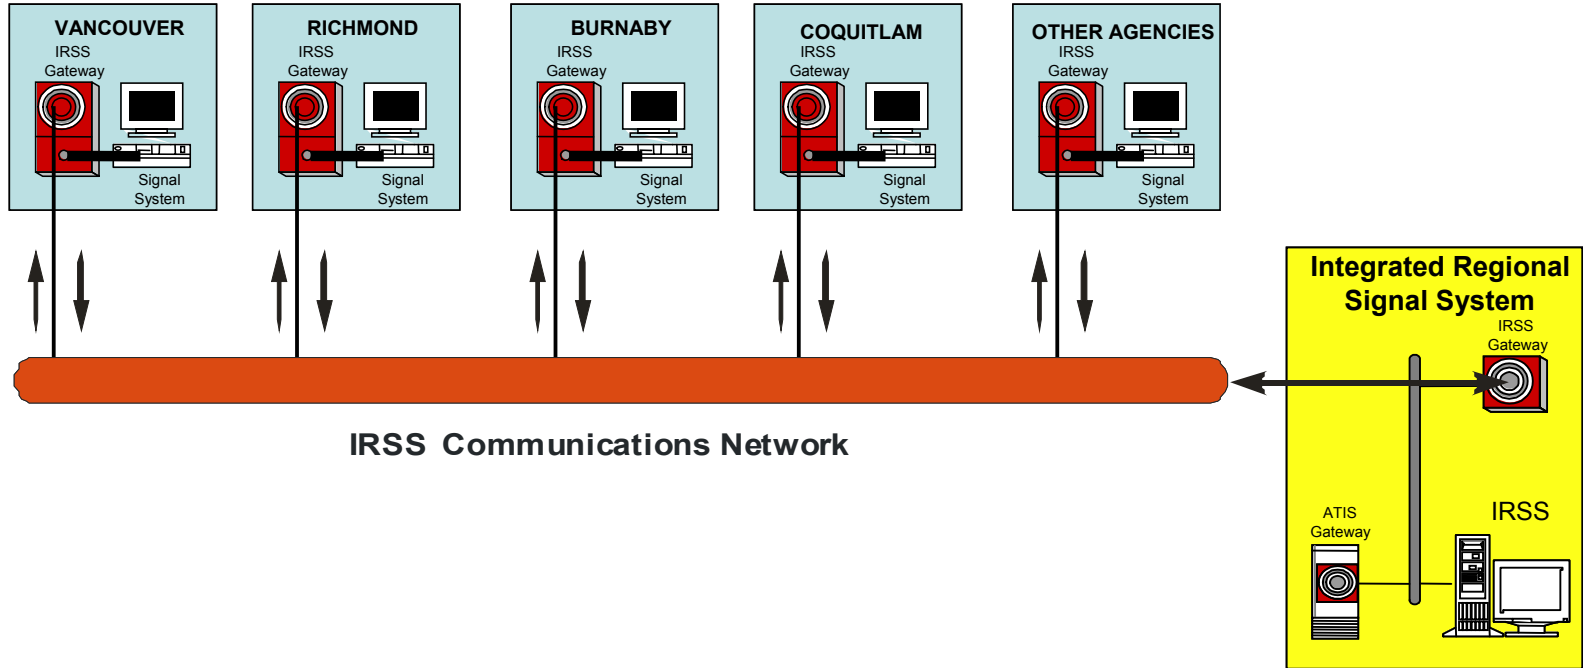 VANCOUVER
IRSS
Gateway
Signal
System
RICHMOND
IRSS
Gateway
Signal
System
BURNABY
IRSS
Gateway
Signal
System
COQUITLAM
IRSS
Gateway
Signal
System
OTHER AGENCIES
IRSS
Gateway
Signal
System
IRSS Communications Network
Integrated Regional
Signal System
IRSS
Gateway
ATIS
Gateway
IRSS